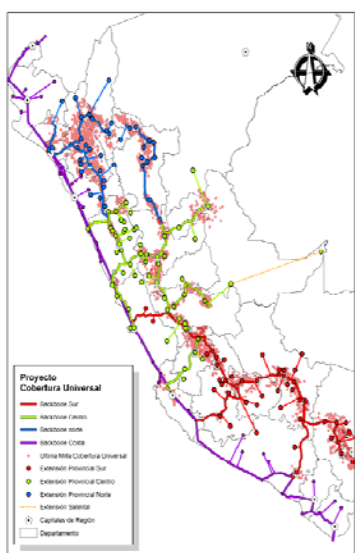 Proyecto
Cobertura Universal
Backbone Sur
Backbone Centro
Backbone norte
Backbone Costa
Ultima Milla Cobertura Universal
Extensión Provincial Sur
Extensión Provincial Centro
Extensión Provincial Norte
Extensión Satelital
Capitales de Región
Departamento